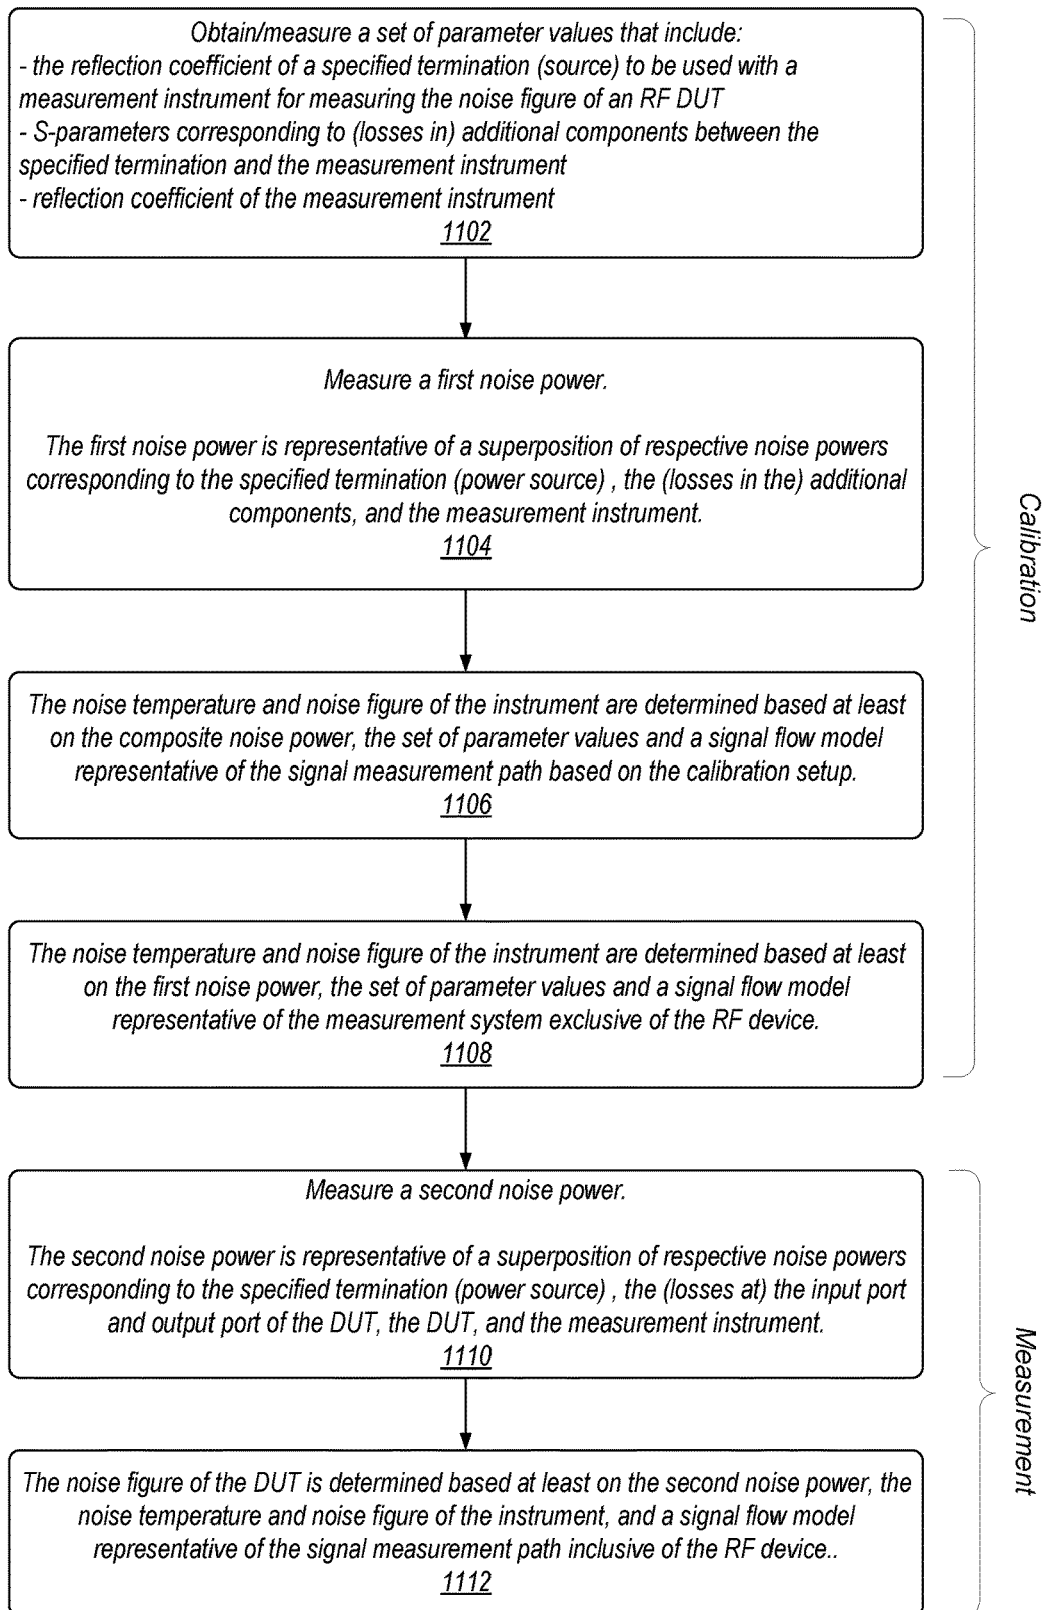 Obtain/measure a set of parameter values that include:
- the reflection coefficient of a specified termination (source) to be used with a
measurement instrument for measuring the noise figure of an RF DUT
- S-parameters corresponding to (losses in) additional components between the
specified termination and the measurement instrument
- reflection coefficient of the measurement instrument
1102
Measure a first noise power.
The first noise power is representative of a superposition of respective noise powers
corresponding to the specified termination (power source) , the (losses in the) additional
components, and the measurement instrument.
1104
The noise temperature and noise figure of the instrument are determined based at least
on the composite noise power, the set of parameter values and a signal flow model
representative of the signal measurement path based on the calibration setup.
1106
The noise temperature and noise figure of the instrument are determined based at least
on the first noise power, the set of parameter values and a signal flow model
representative of the measurement system exclusive of the RF device.
1108
Calibration
Measure a second noise power.
The second noise power is representative of a superposition of respective noise powers
corresponding to the specified termination (power source) , the (losses at) the input port
and output port of the DUT, the DUT, and the measurement instrument.
1110
The noise figure of the DUT is determined based at least on the second noise power, the
noise temperature and noise figure of the instrument, and a signal flow model
representative of the signal measurement path inclusive of the RF device..
1112
Measurement